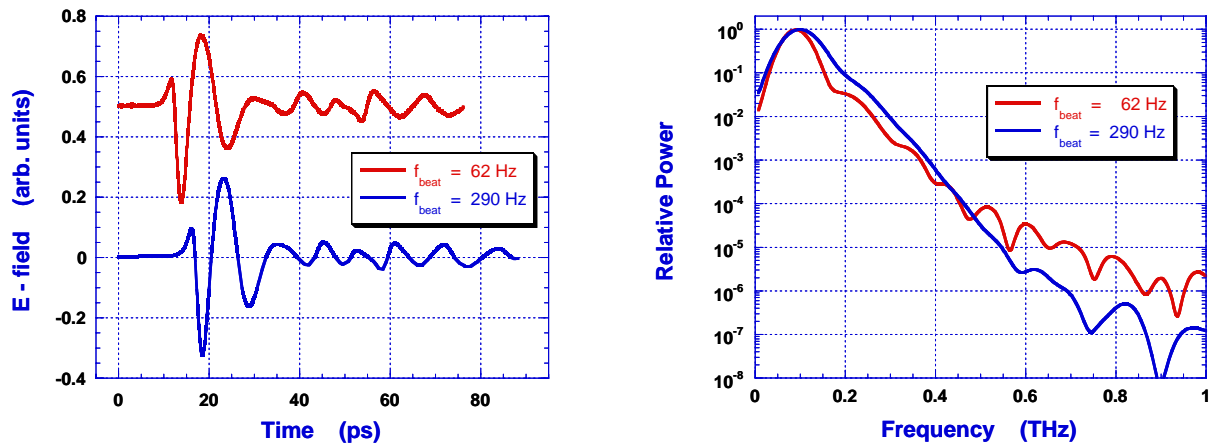 E - field (arb. units)
0.8
0.6
0.4
0.2
0
-0.2
-0.4
0 20 40 60 80
Time (ps)
f_beat = 62 Hz
f_beat = 290 Hz
Relative Power
10^0
10^-1
10^-2
10^-3
10^-4
10^-5
10^-6
10^-7
10^-8
0 0.2 0.4 0.6 0.8 1
Frequency (THz)
f_beat = 62 Hz
f_beat = 290 Hz